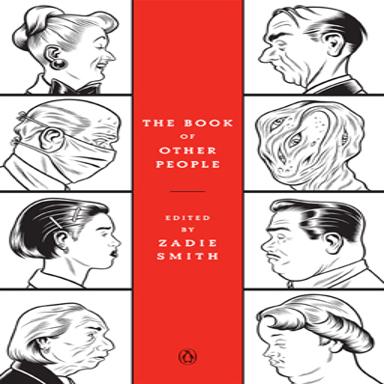 THE BOOK
OF
OTHER
PEOPLE
EDITED
BY
ZADIE
SMITH